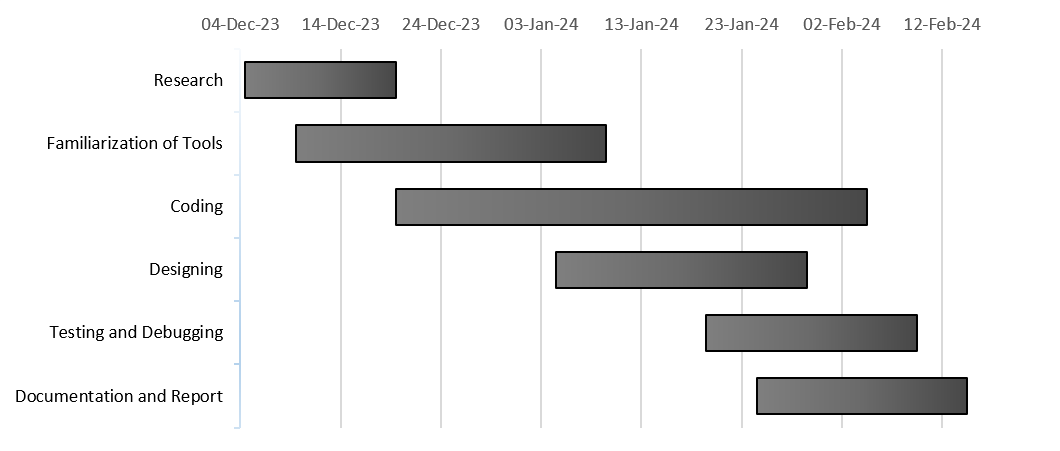 04-Dec-23 14-Dec-23 24-Dec-23 03-Jan-24 13-Jan-24 23-Jan-24 02-Feb-24 12-Feb-24
Research
Familiarization of Tools
Coding
Designing
Testing and Debugging
Documentation and Report